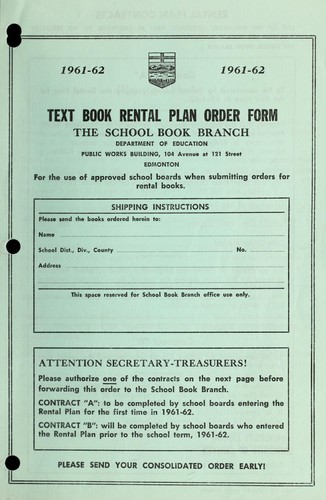 1961-62 1961-62
TEXT BOOK RENTAL PLAN ORDER FORM
THE SCHOOL BOOK BRANCH
DEPARTMENT OF EDUCATION
PUBLIC WORKS BUILDING, 104 Avenue at 121 Street
EDMONTON
For the use of approved school boards when submitting orders for
rental books.
SHIPPING INSTRUCTIONS
Please send the books ordered herein to:
Name
School Dist., Div., County No.
Address
This space reserved for School Book Branch office use only.
ATTENTION SECRETARY-TREASURERS!
Please authorize one of the contracts on the next page before
forwarding this order to the School Book Branch.
CONTRACT "A": to be completed by school boards entering the
Rental Plan for the first time in 1961-62.
CONTRACT "B": will be completed by school boards who entered
the Rental Plan prior to the school term, 1961-62.
PLEASE SEND YOUR CONSOLIDATED ORDER EARLY!